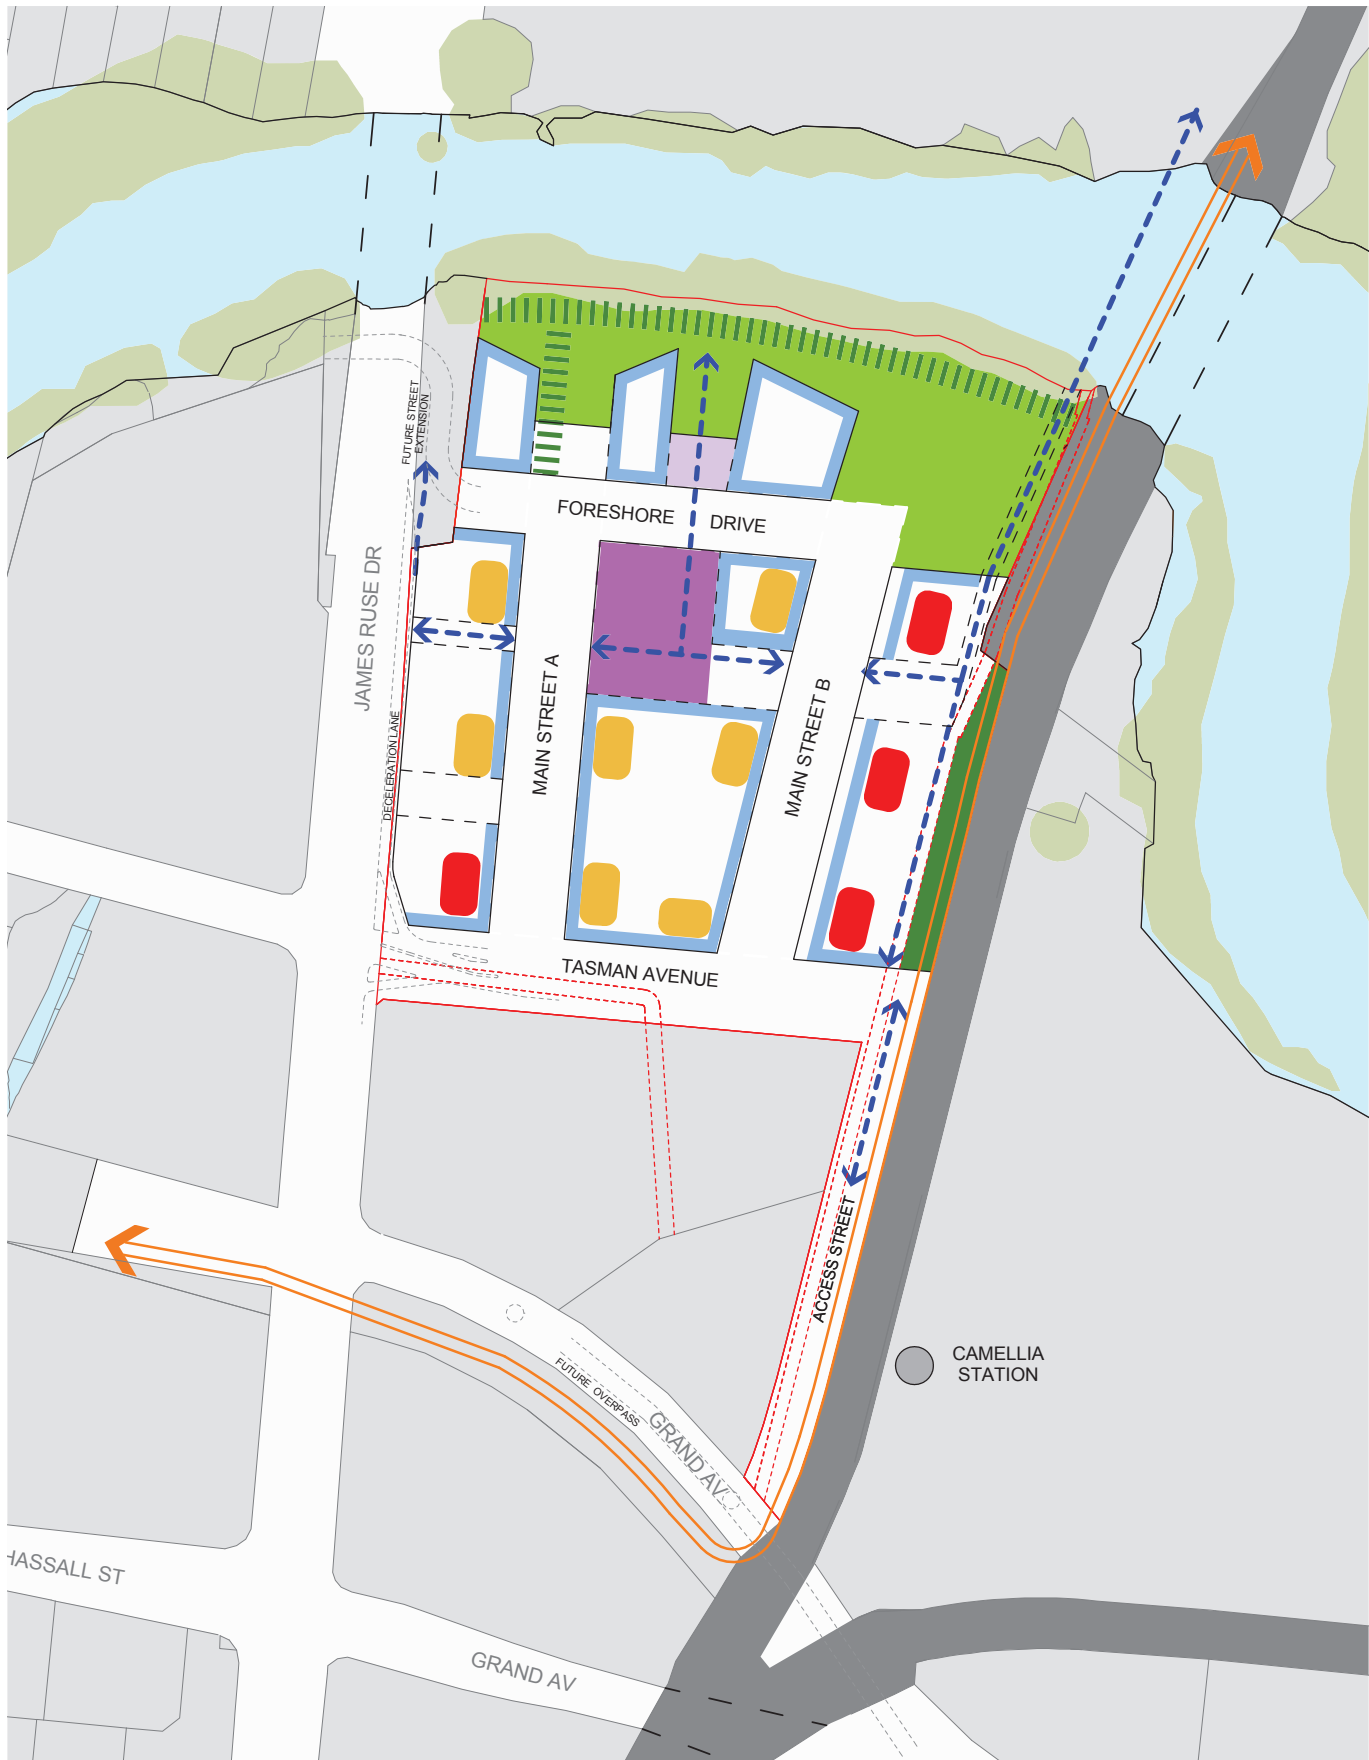 FUTURE STREET
EXTENSION
FORESHORE DRIVE
JAMES RUSE DR
MAIN STREET A
MAIN STREET B
DECELERATION LANE
TASMAN AVENUE
ACCESS STREET
CAMELLIA
STATION
FUTURE OVERPASS
GRAND AV
HASSALL ST
GRAND AV